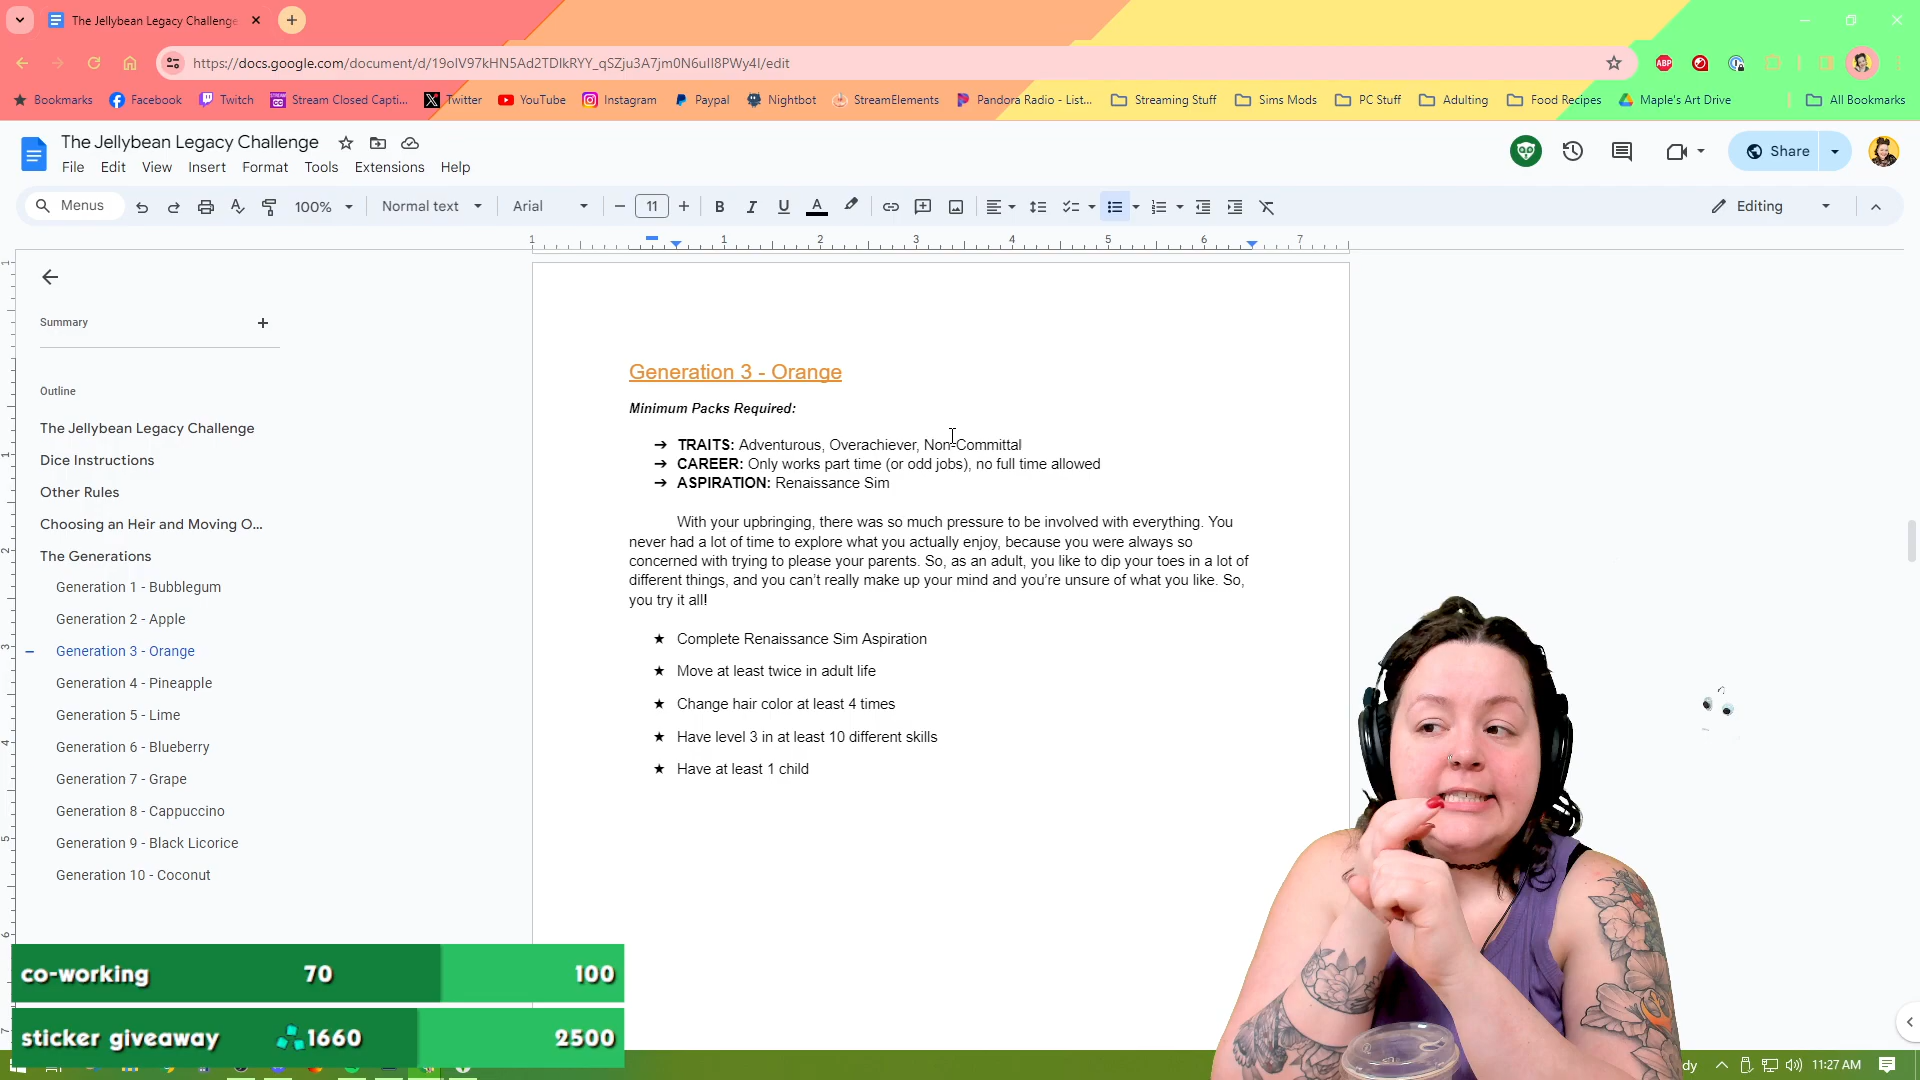 The Jellybean Legacy Challenge
https://docs.google.com/document/d/19oIV97kHN5Ad2TDlkRYY_qSZju3A7jm0N6uII8PWy4I/edit
Bookmarks Facebook Twitch Stream Closed Capti... Twitter YouTube Instagram Paypal Nightbot StreamElements Pandora Radio - List... Streaming Stuff Sims Mods PC Stuff Adulting Food Recipes Maple's Art Drive All Bookmarks
The Jellybean Legacy Challenge
Share
File Edit View Insert Format Tools Extensions Help
Menus 100% Normal text Arial 11 B I U A Editing
1 1 2 3 4 5 6 7
Summary
Outline
The Jellybean Legacy Challenge
Dice Instructions
Other Rules
Choosing an Heir and Moving O...
The Generations
Generation 1 - Bubblegum
Generation 2 - Apple
Generation 3 - Orange
Generation 4 - Pineapple
Generation 5 - Lime
Generation 6 - Blueberry
Generation 7 - Grape
Generation 8 - Cappuccino
Generation 9 - Black Licorice
Generation 10 - Coconut
Generation 3 - Orange
Minimum Packs Required:
➔ TRAITS: Adventurous, Overachiever, Non-Committal
➔ CAREER: Only works part time (or odd jobs), no full time allowed
➔ ASPIRATION: Renaissance Sim
With your upbringing, there was so much pressure to be involved with everything. You
never had a lot of time to explore what you actually enjoy, because you were always so
concerned with trying to please your parents. So, as an adult, you like to dip your toes in a lot of
different things, and you can't really make up your mind and you're unsure of what you like. So,
you try it all!
★ Complete Renaissance Sim Aspiration
★ Move at least twice in adult life
★ Change hair color at least 4 times
★ Have level 3 in at least 10 different skills
★ Have at least 1 child
co-working 70 100
sticker giveaway 1660 2500
11:27 AM